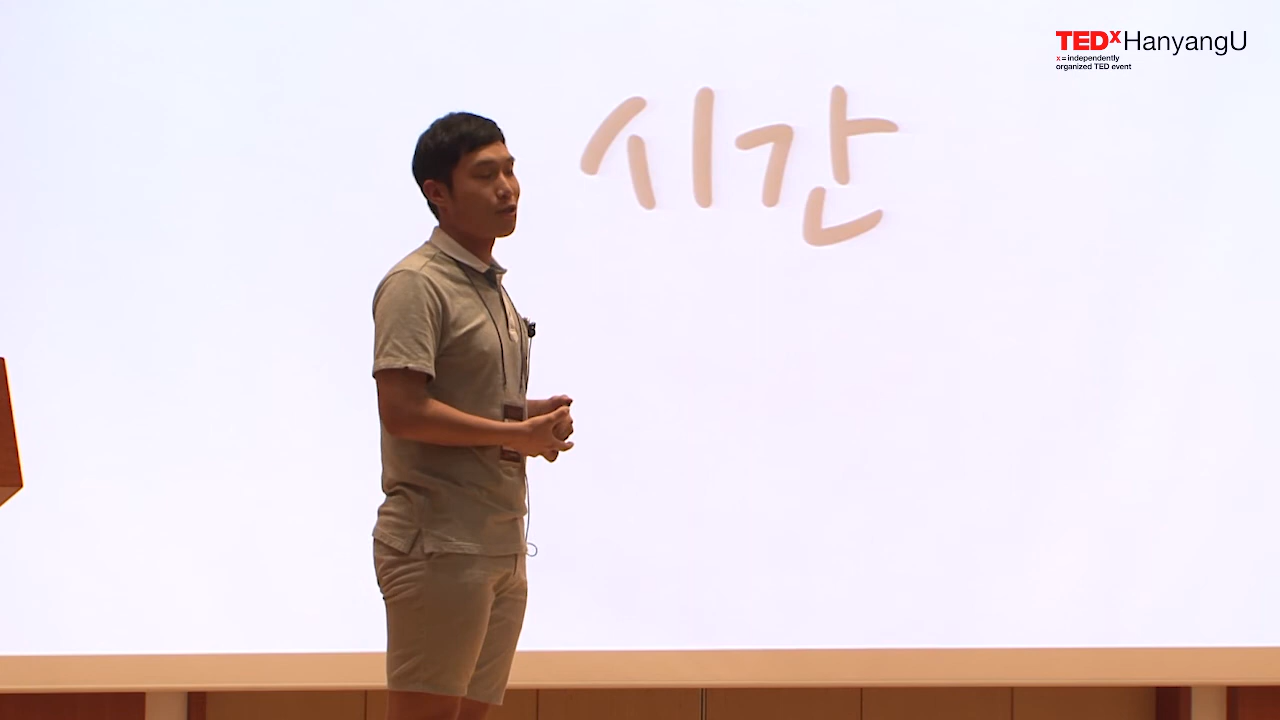 TEDxHanyangU
x = independently
organized TED event
시간